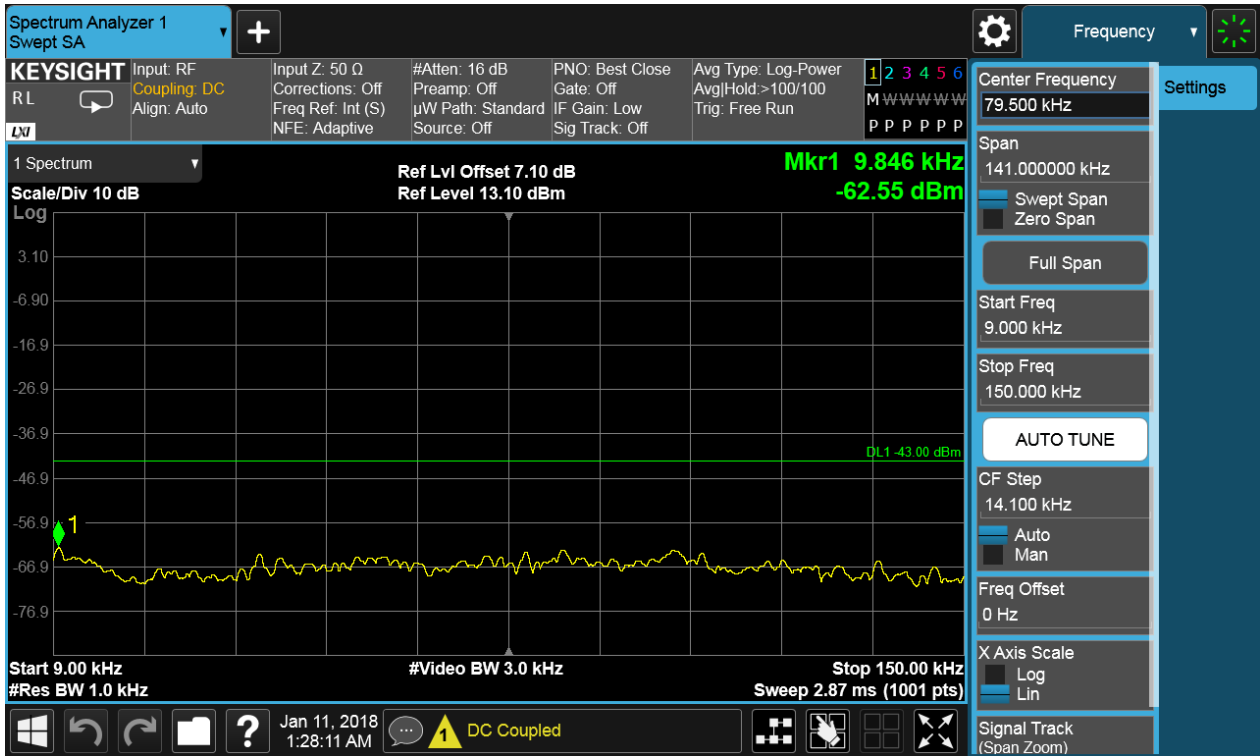 Spectrum Analyzer 1
Swept SA
Frequency
KEYSIGHT
R L
LXI
Input: RF
Coupling: DC
Align: Auto
Input Z: 50 Ω
Corrections: Off
Freq Ref: Int (S)
NFE: Adaptive
#Atten: 16 dB
Preamp: Off
µW Path: Standard
Source: Off
PNO: Best Close
Gate: Off
IF Gain: Low
Sig Track: Off
Avg Type: Log-Power
Avg|Hold:>100/100
Trig: Free Run
1 2 3 4 5 6
M W W W W W
P P P P P P
1 Spectrum
Scale/Div 10 dB
Ref Lvl Offset 7.10 dB
Ref Level 13.10 dBm
Mkr1 9.846 kHz
-62.55 dBm
Log
3.10
-6.90
-16.9
-26.9
-36.9
DL1 -43.00 dBm
-46.9
-56.9
1
-66.9
-76.9
Start 9.00 kHz
#Video BW 3.0 kHz
Stop 150.00 kHz
#Res BW 1.0 kHz
Sweep 2.87 ms (1001 pts)
Center Frequency
79.500 kHz
Span
141.000000 kHz
Swept Span
Zero Span
Full Span
Start Freq
9.000 kHz
Stop Freq
150.000 kHz
AUTO TUNE
CF Step
14.100 kHz
Auto
Man
Freq Offset
0 Hz
X Axis Scale
Log
Lin
Signal Track
(Span Zoom)
Settings
?
Jan 11, 2018
1:28:11 AM
1
DC Coupled